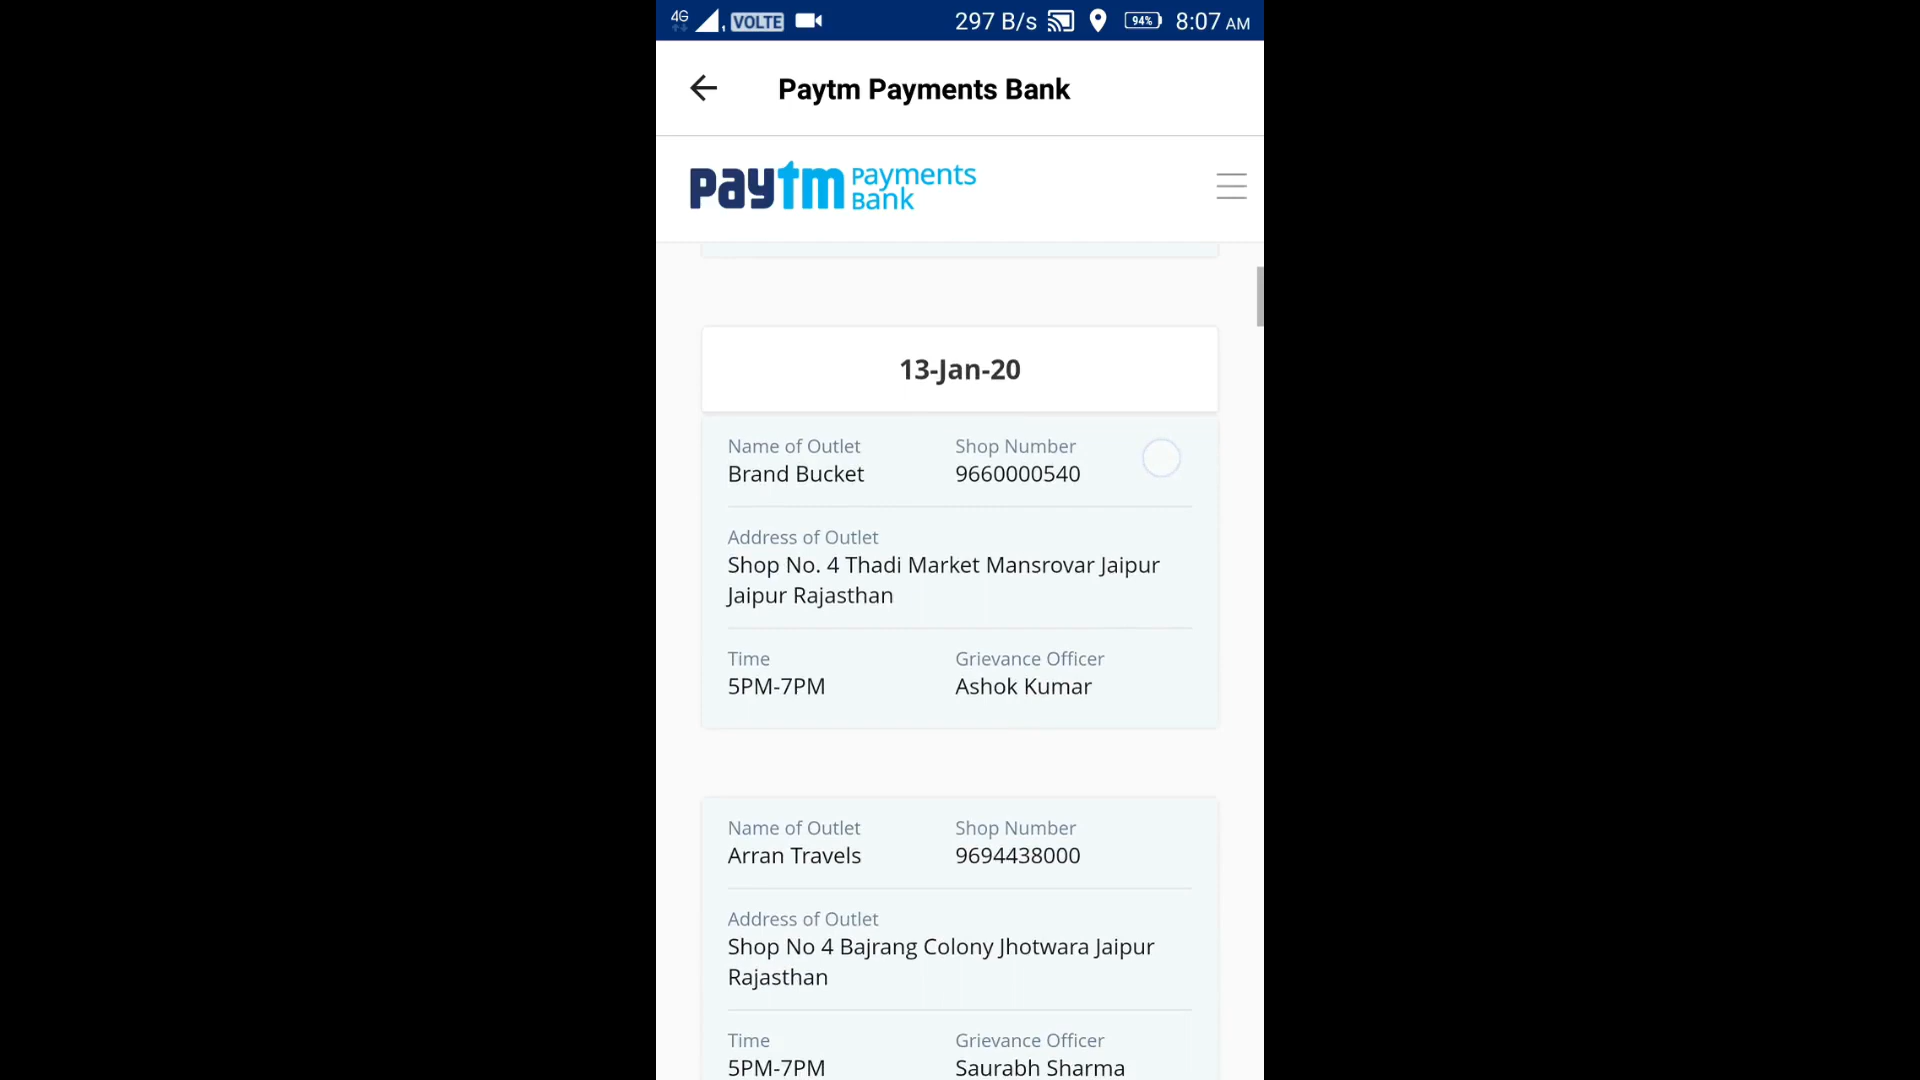 4G VOLTE 297 B/s 94% 8:07 AM
Paytm Payments Bank
paytm Payments Bank
13-Jan-20
Name of Outlet Shop Number
Brand Bucket 9660000540
Address of Outlet
Shop No. 4 Thadi Market Mansrovar Jaipur
Jaipur Rajasthan
Time Grievance Officer
5PM-7PM Ashok Kumar
Name of Outlet Shop Number
Arran Travels 9694438000
Address of Outlet
Shop No 4 Bajrang Colony Jhotwara Jaipur
Rajasthan
Time Grievance Officer
5PM-7PM Saurabh Sharma